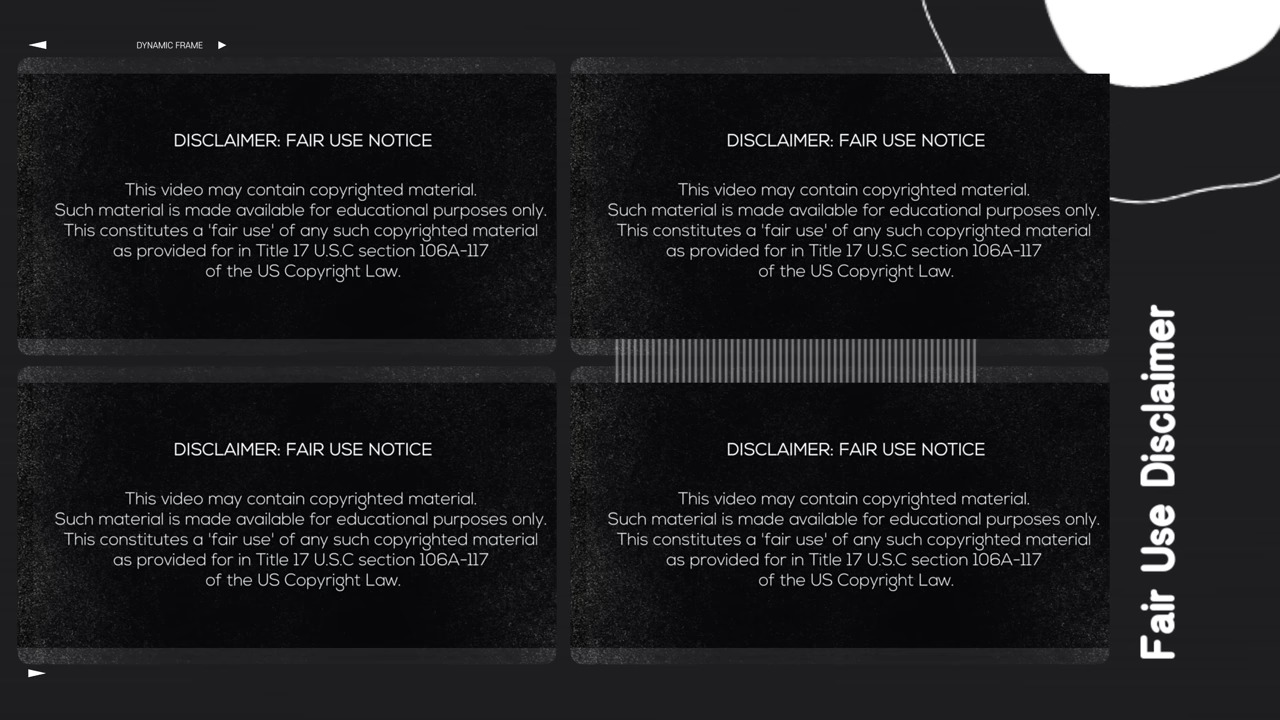 DYNAMIC FRAME
DISCLAIMER: FAIR USE NOTICE
This video may contain copyrighted material.
Such material is made available for educational purposes only.
This constitutes a 'fair use' of any such copyrighted material
as provided for in Title 17 U.S.C section 106A-117
of the US Copyright Law.
DISCLAIMER: FAIR USE NOTICE
This video may contain copyrighted material.
Such material is made available for educational purposes only.
This constitutes a 'fair use' of any such copyrighted material
as provided for in Title 17 U.S.C section 106A-117
of the US Copyright Law.
DISCLAIMER: FAIR USE NOTICE
This video may contain copyrighted material.
Such material is made available for educational purposes only.
This constitutes a 'fair use' of any such copyrighted material
as provided for in Title 17 U.S.C section 106A-117
of the US Copyright Law.
DISCLAIMER: FAIR USE NOTICE
This video may contain copyrighted material.
Such material is made available for educational purposes only.
This constitutes a 'fair use' of any such copyrighted material
as provided for in Title 17 U.S.C section 106A-117
of the US Copyright Law.
Fair Use Disclaimer